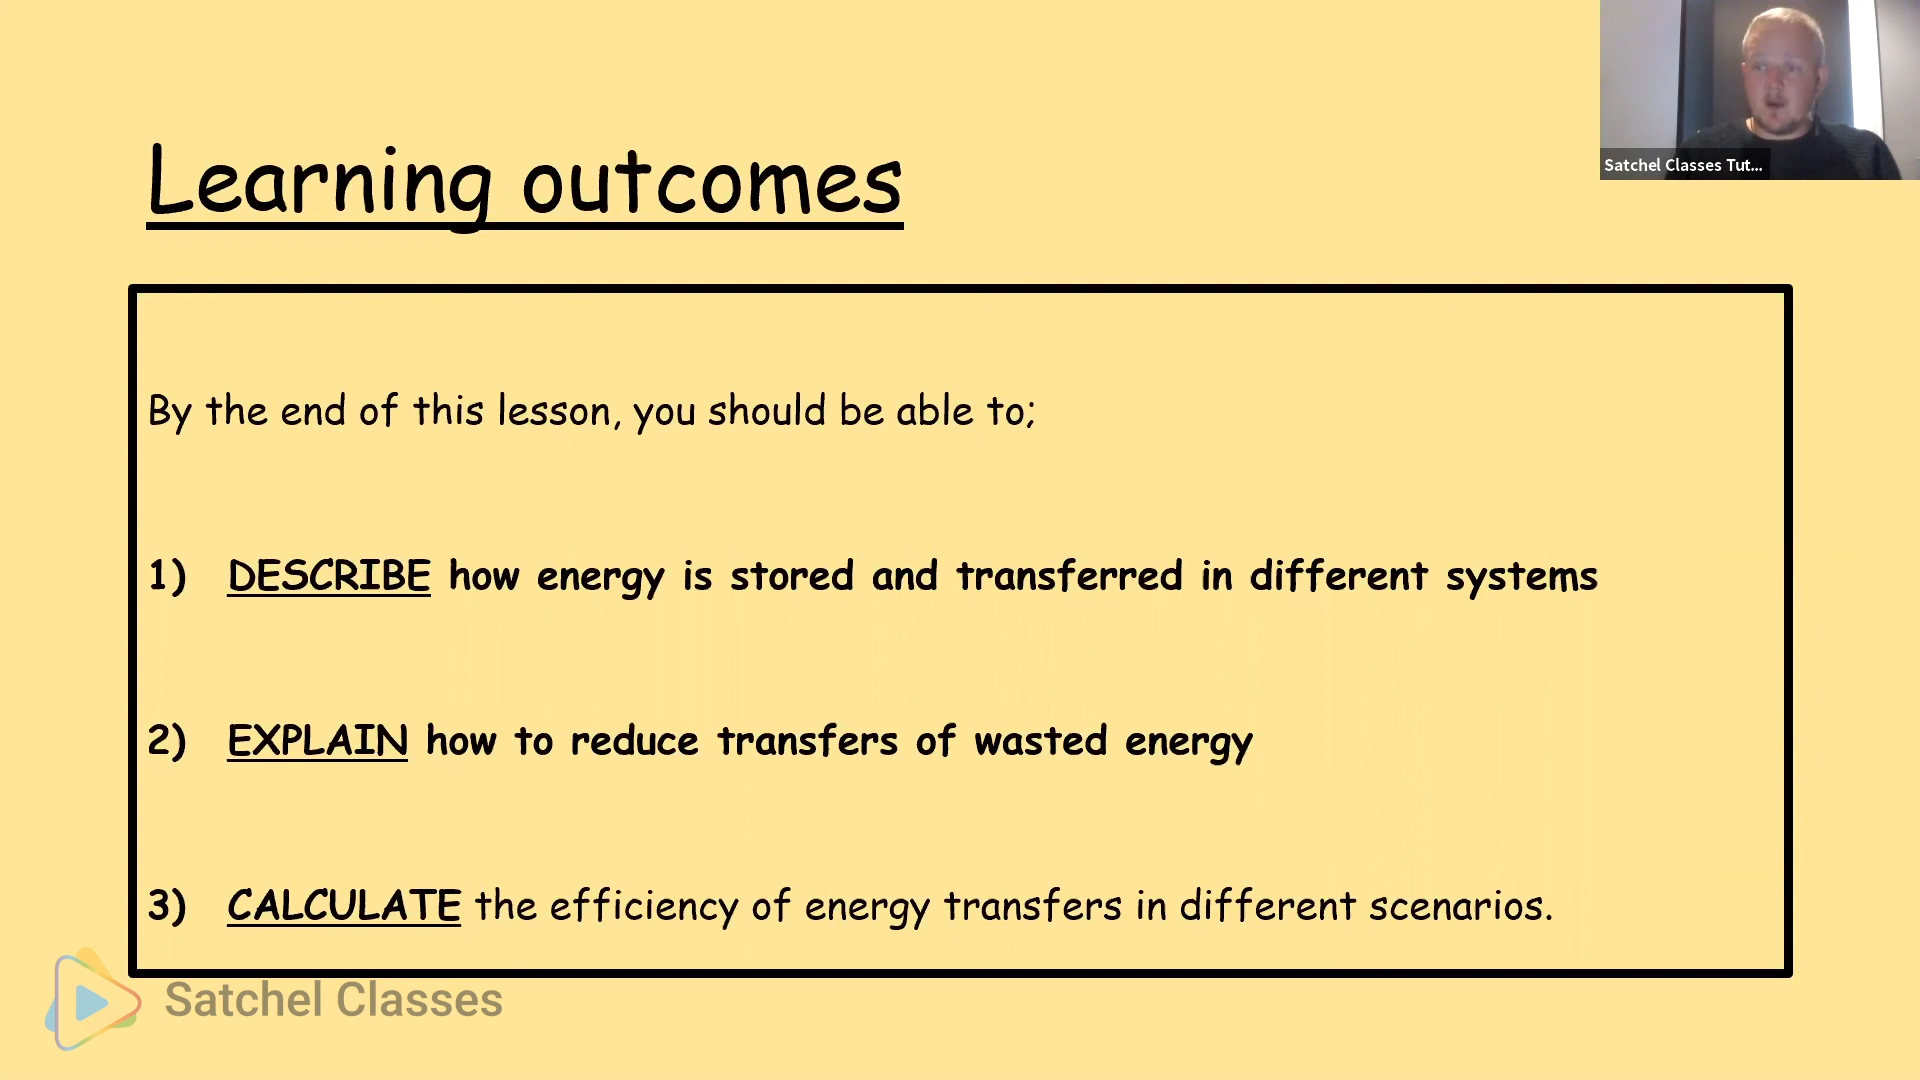 Satchel Classes Tut...
Learning outcomes
By the end of this lesson, you should be able to;
1) DESCRIBE how energy is stored and transferred in different systems
2) EXPLAIN how to reduce transfers of wasted energy
3) CALCULATE the efficiency of energy transfers in different scenarios.
Satchel Classes